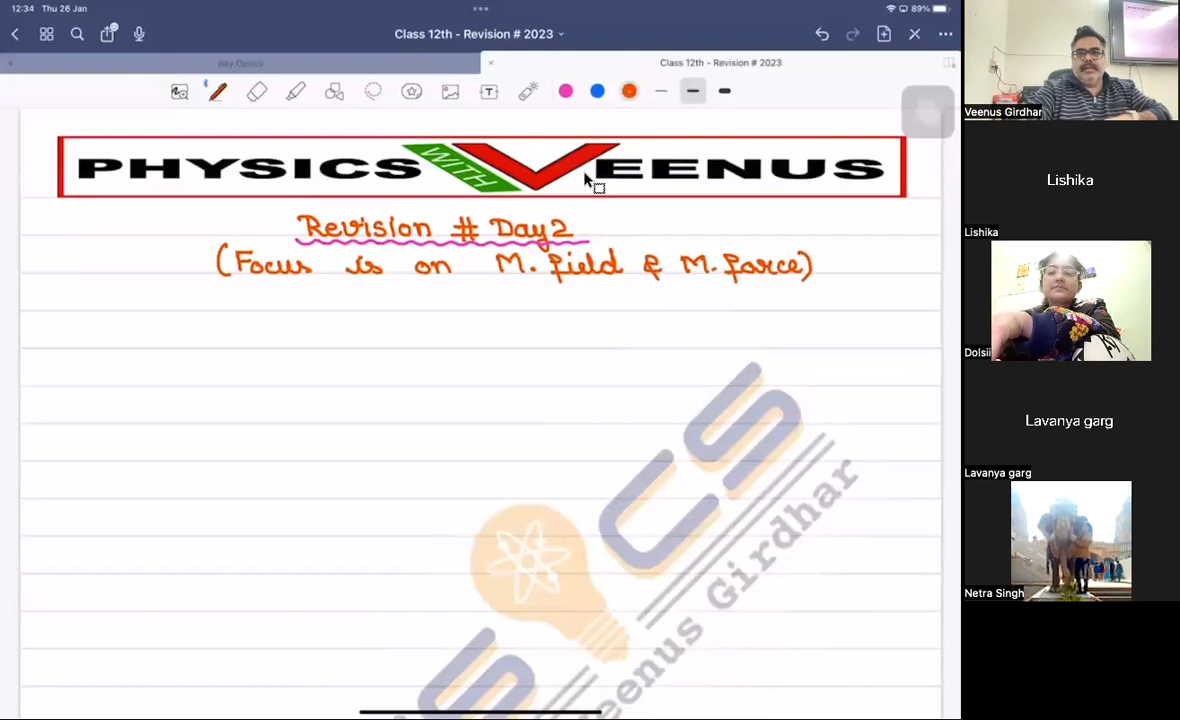 12:34 Thu 26 Jan
89%
Class 12th - Revision # 2023
Ray Optics
Class 12th - Revision # 2023
PHYSICS WITH VEENUS
Revision # Day2
(Focus is on M. field & M. force)
CS
Veenus Girdhar
Veenus Girdhar
Lishika
Lishika
Dolsii
Lavanya garg
Lavanya garg
Netra Singh